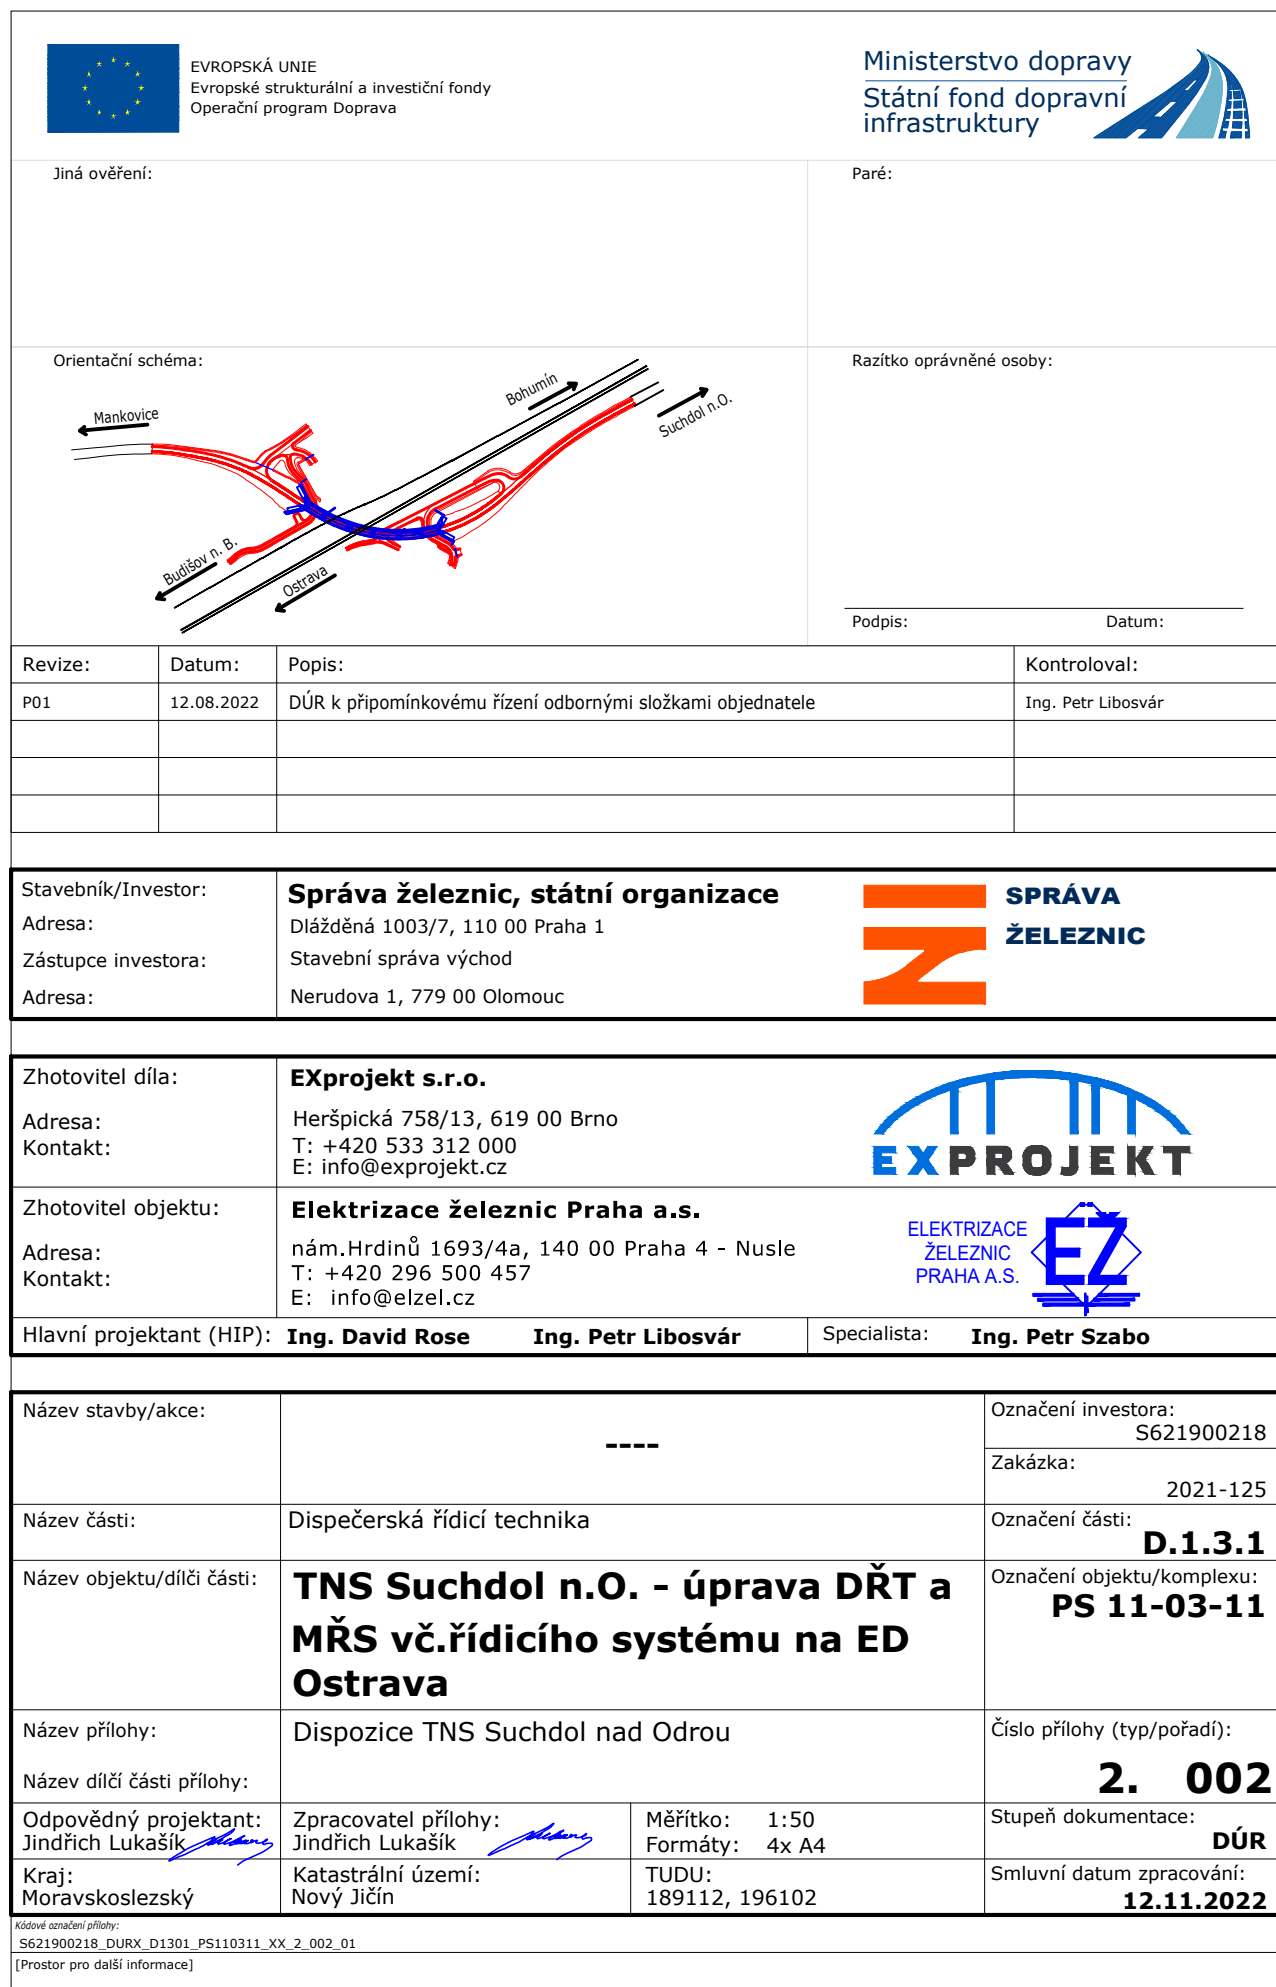 EVROPSKÁ UNIE
Evropské strukturální a investiční fondy
Operační program Doprava
Ministerstvo dopravy
Státní fond dopravní
infrastruktury
Jiná ověření:
Paré:
Orientační schéma:
Razítko oprávněné osoby:
Mankovice
Bohumín
Suchdol n.O.
Budišov n. B.
Ostrava
Podpis:
Datum:
Revize: Datum: Popis: Kontroloval:
P01 12.08.2022 DÚR k připomínkovému řízení odbornými složkami objednatele Ing. Petr Libosvár
Stavebník/Investor: Správa železnic, státní organizace
Adresa: Dlážděná 1003/7, 110 00 Praha 1
Zástupce investora: Stavební správa východ
Adresa: Nerudova 1, 779 00 Olomouc
SPRÁVA
ŽELEZNIC
Zhotovitel díla: EXprojekt s.r.o.
Adresa: Heršpická 758/13, 619 00 Brno
Kontakt: T: +420 533 312 000
E: info@exprojekt.cz
EXPROJEKT
Zhotovitel objektu: Elektrizace železnic Praha a.s.
Adresa: nám.Hrdinů 1693/4a, 140 00 Praha 4 - Nusle
Kontakt: T: +420 296 500 457
E: info@elzel.cz
ELEKTRIZACE
ŽELEZNIC
PRAHA A.S.
EŽ
Hlavní projektant (HIP): Ing. David Rose Ing. Petr Libosvár Specialista: Ing. Petr Szabo
Název stavby/akce: ----
Označení investora:
S621900218
Zakázka:
2021-125
Název části: Dispečerská řídicí technika
Označení části:
D.1.3.1
Název objektu/dílči části: TNS Suchdol n.O. - úprava DŘT a
MŘS vč.řídicího systému na ED
Ostrava
Označení objektu/komplexu:
PS 11-03-11
Název přílohy: Dispozice TNS Suchdol nad Odrou
Název dílčí části přílohy:
Číslo přílohy (typ/pořadí):
2. 002
Odpovědný projektant:
Jindřich Lukašík
Zpracovatel přílohy:
Jindřich Lukašík
Měřítko: 1:50
Formáty: 4x A4
Stupeň dokumentace:
DÚR
Kraj:
Moravskoslezský
Katastrální území:
Nový Jičín
TUDU:
189112, 196102
Smluvní datum zpracování:
12.11.2022
Kódové označení přílohy:
S621900218_DURX_D1301_PS110311_XX_2_002_01
[Prostor pro další informace]